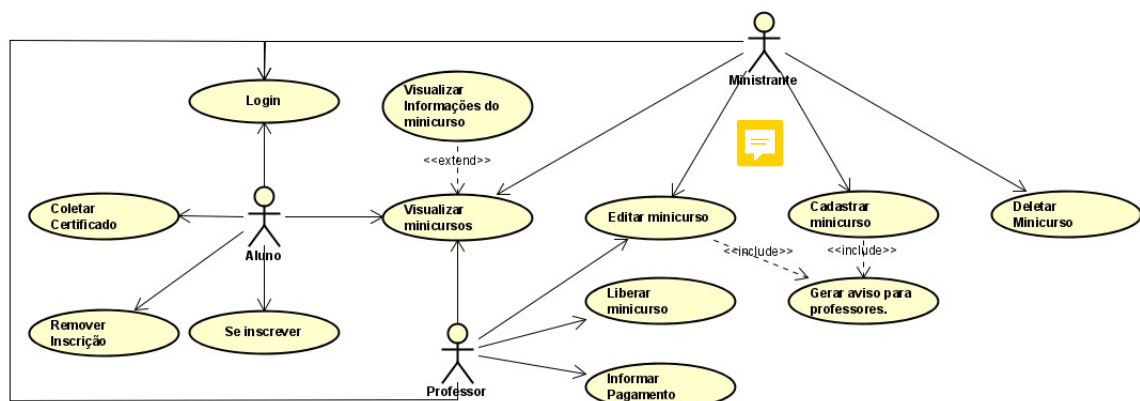 Ministrante
Login
Visualizar
Informações do
minicurso
<<extend>>
Coletar
Certificado
Aluno
Visualizar
minicursos
Editar minicurso
Cadastrar
minicurso
Deletar
Minicurso
<<include>>
<<include>>
Remover
Inscrição
Se inscrever
Liberar
minicurso
Gerar aviso para
professores.
Professor
Informar
Pagamento